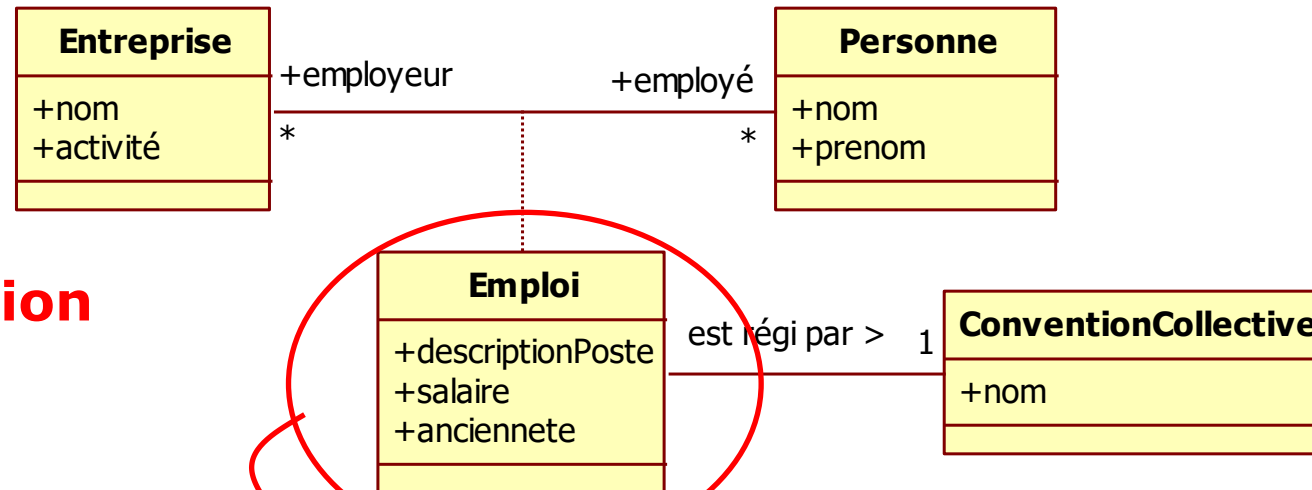 Entreprise
+nom
+activité
+employeur
*
+employé
*
Personne
+nom
+prenom
ion
Emploi
+descriptionPoste
+salaire
+anciennete
est régi par >
1
ConventionCollective
+nom